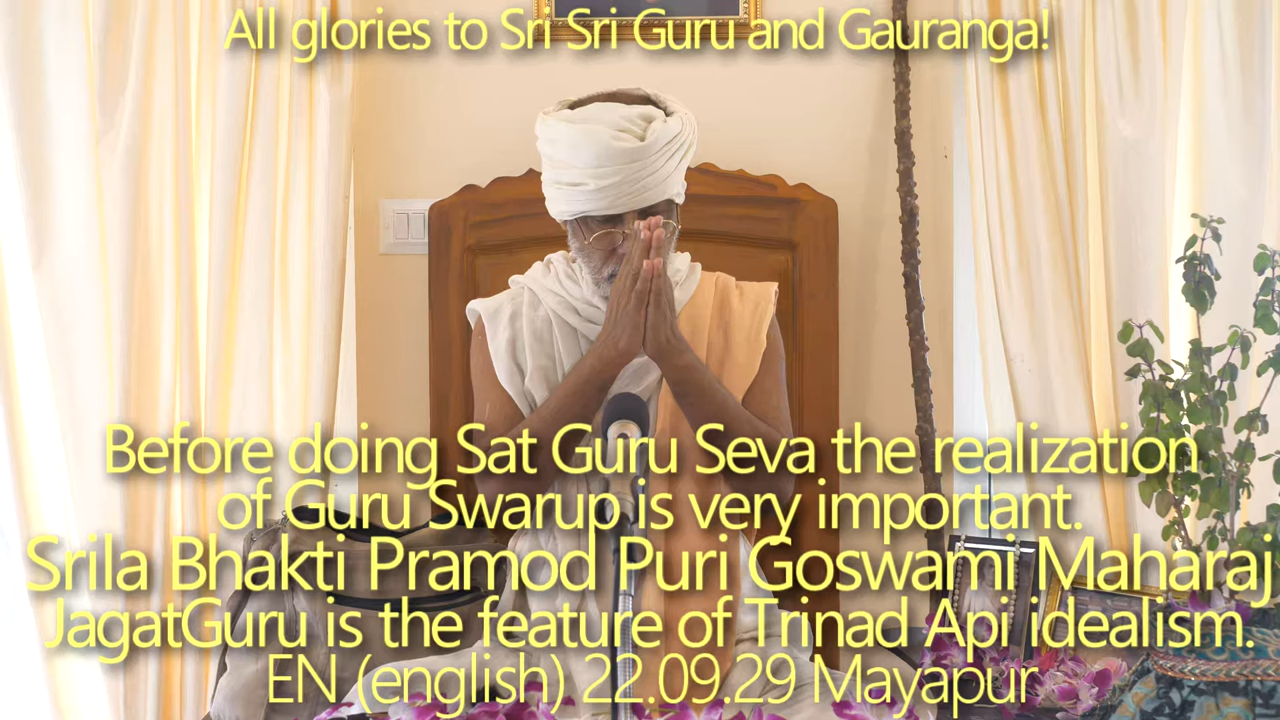 All glories to Sri Sri Guru and Gauranga!
Before doing Sat Guru Seva the realization
of Guru Swarup is very important.
Srila Bhakti Pramod Puri Goswami Maharaj
JagatGuru is the feature of Trinad Api idealism.
EN (english) 22.09.29 Mayapur